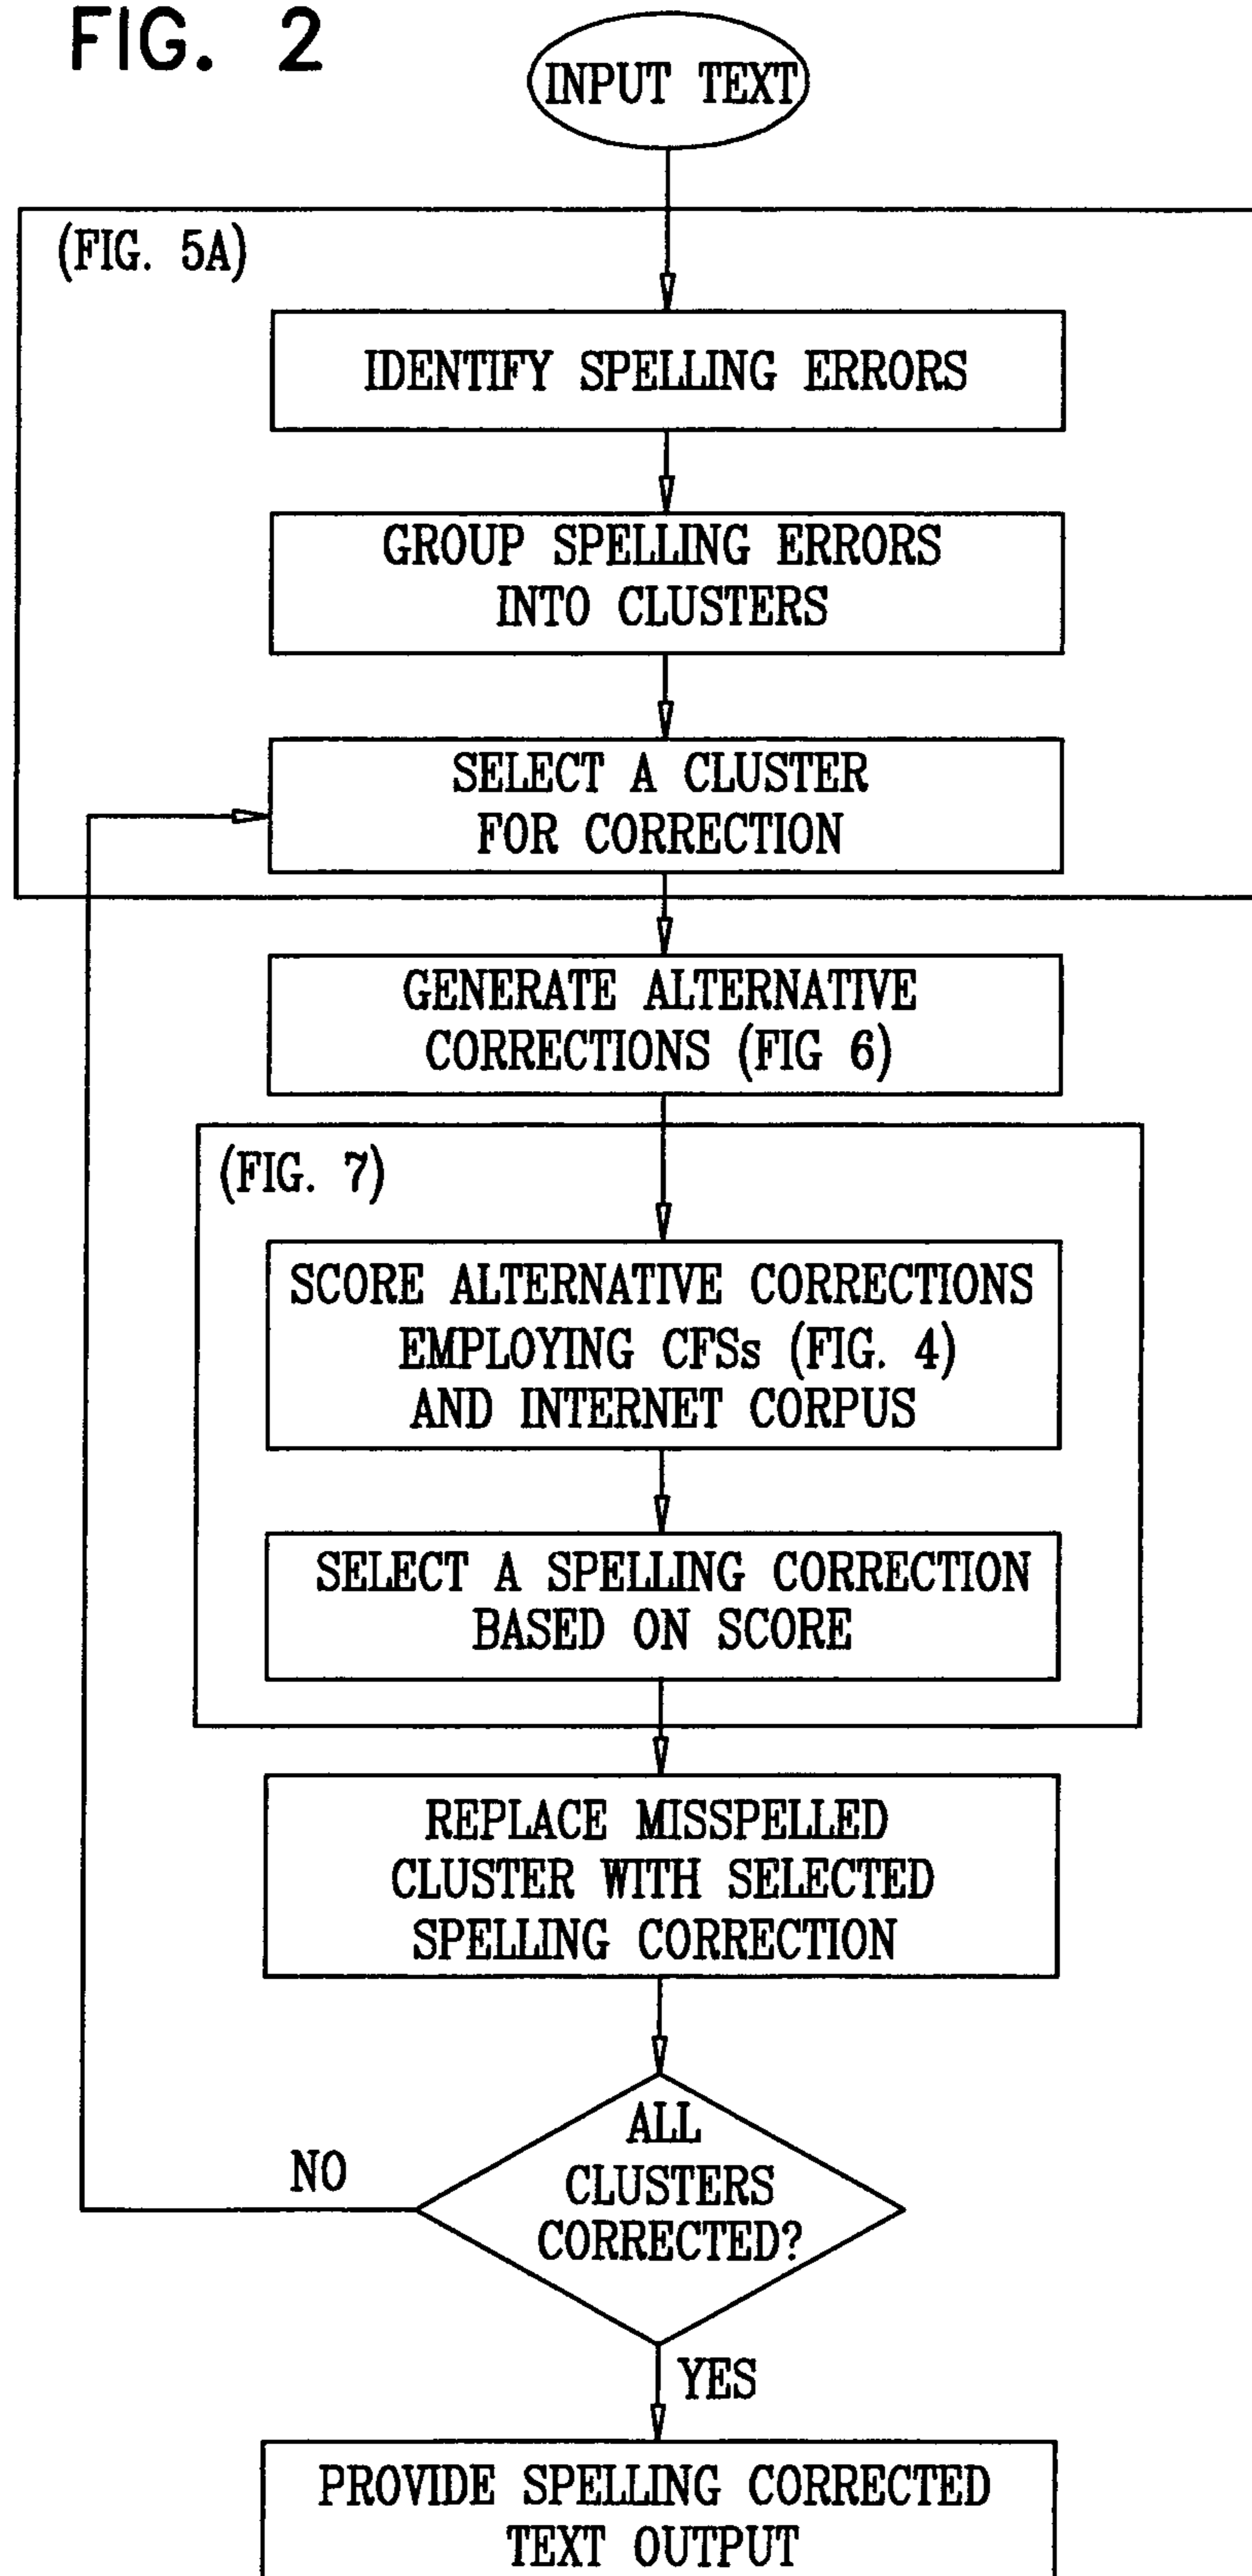 FIG. 2
INPUT TEXT
(FIG. 5A)
IDENTIFY SPELLING ERRORS
GROUP SPELLING ERRORS
INTO CLUSTERS
SELECT A CLUSTER
FOR CORRECTION
GENERATE ALTERNATIVE
CORRECTIONS (FIG 6)
(FIG. 7)
SCORE ALTERNATIVE CORRECTIONS
EMPLOYING CFSs (FIG. 4)
AND INTERNET CORPUS
SELECT A SPELLING CORRECTION
BASED ON SCORE
REPLACE MISSPELLED
CLUSTER WITH SELECTED
SPELLING CORRECTION
ALL
CLUSTERS
CORRECTED?
NO
YES
PROVIDE SPELLING CORRECTED
TEXT OUTPUT